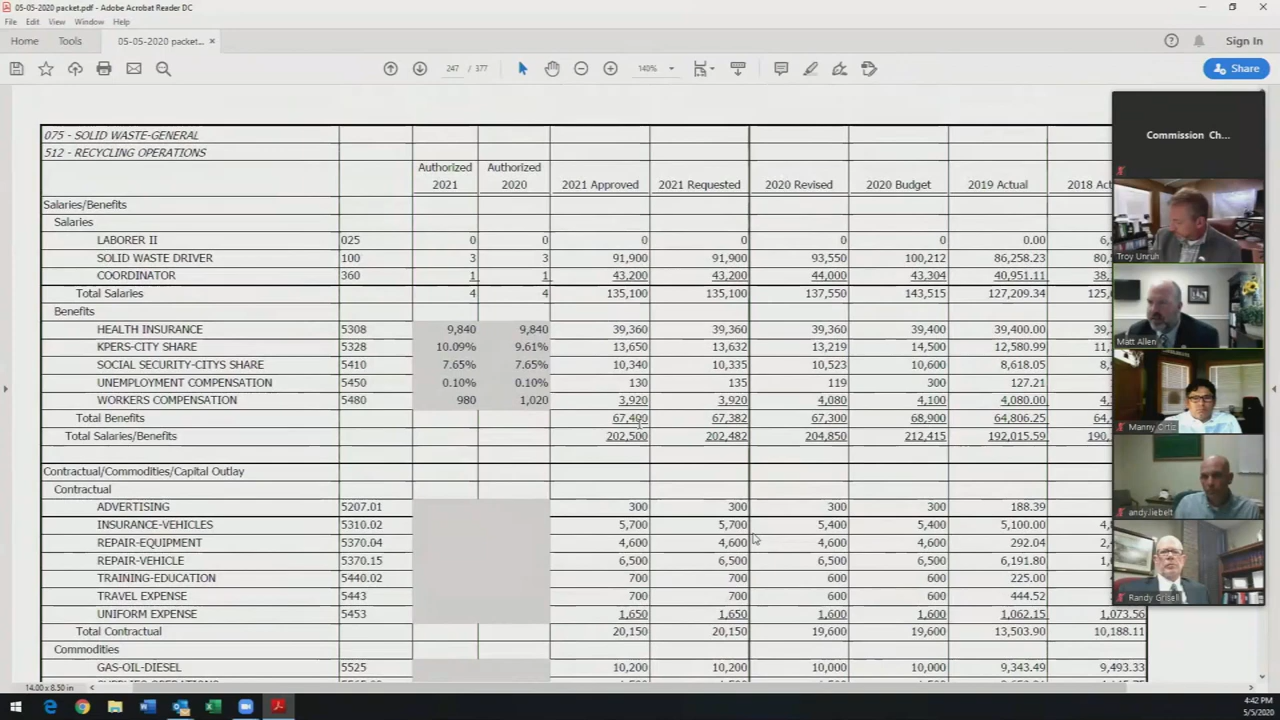 05-05-2020 packet.pdf - Adobe Acrobat Reader DC
File Edit View Window Help
Home Tools 05-05-2020 packet... × Sign In
247 / 377 140% Share
075 - SOLID WASTE-GENERAL
512 - RECYCLING OPERATIONS
Authorized Authorized
2021 2020 2021 Approved 2021 Requested 2020 Revised 2020 Budget 2019 Actual 2018 Act
Salaries/Benefits
Salaries
LABORER II 025 0 0 0 0 0 0 0.00 6,
SOLID WASTE DRIVER 100 3 3 91,900 91,900 93,550 100,212 86,258.23 80,
COORDINATOR 360 1 1 43,200 43,200 44,000 43,304 40,951.11 38,
Total Salaries 4 4 135,100 135,100 137,550 143,515 127,209.34 125,
Benefits
HEALTH INSURANCE 5308 9,840 9,840 39,360 39,360 39,360 39,400 39,400.00 39,
KPERS-CITY SHARE 5328 10.09% 9.61% 13,650 13,632 13,219 14,500 12,580.99 11,
SOCIAL SECURITY-CITYS SHARE 5410 7.65% 7.65% 10,340 10,335 10,523 10,600 8,618.05
UNEMPLOYMENT COMPENSATION 5450 0.10% 0.10% 130 135 119 300 127.21
WORKERS COMPENSATION 5480 980 1,020 3,920 3,920 4,080 4,100 4,080.00
Total Benefits 67,400 67,382 67,300 68,900 64,806.25 64,
Total Salaries/Benefits 202,500 202,482 204,850 212,415 192,015.59 190,
Contractual/Commodities/Capital Outlay
Contractual
ADVERTISING 5207.01 300 300 300 300 188.39
INSURANCE-VEHICLES 5310.02 5,700 5,700 5,400 5,400 5,100.00
REPAIR-EQUIPMENT 5370.04 4,600 4,600 4,600 4,600 292.04 2,
REPAIR-VEHICLE 5370.15 6,500 6,500 6,500 6,500 6,191.80
TRAINING-EDUCATION 5440.02 700 700 600 600 225.00
TRAVEL EXPENSE 5443 700 700 600 600 444.52
UNIFORM EXPENSE 5453 1,650 1,650 1,600 1,600 1,062.15 1,073.56
Total Contractual 20,150 20,150 19,600 19,600 13,503.90 10,188.11
Commodities
GAS-OIL-DIESEL 5525 10,200 10,200 10,000 10,000 9,343.49 9,493.33
Commission Ch...
Troy Unruh
Matt Allen
Manny Ortiz
andy.liebelt
Randy Grisell
14.00 x 8.50 in
4:42 PM
5/5/2020